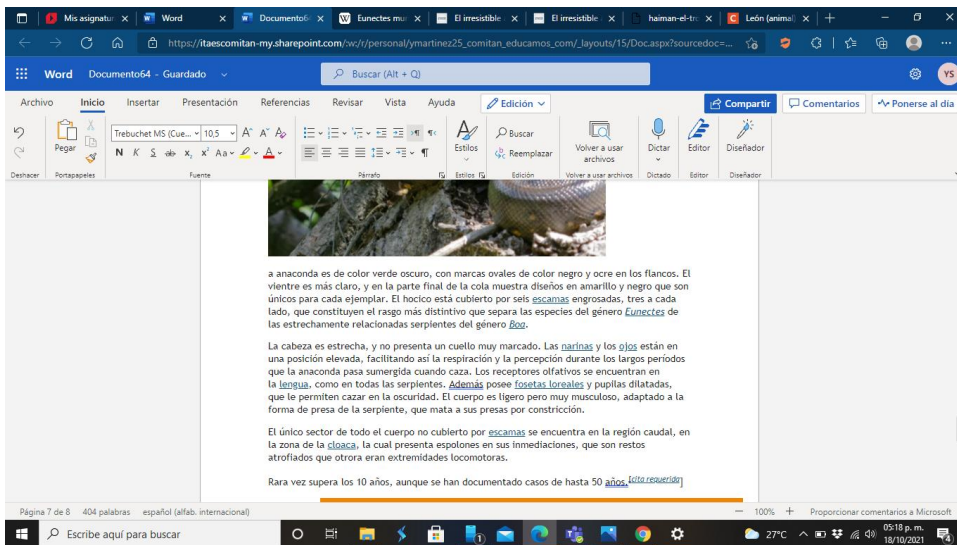 Mis asignatur
Word
Documento6
Eunectes mu
El irresistible
El irresistible
haiman-el-tr
León (animal)
https://itaescomitan-my.sharepoint.com/:w:/r/personal/ymartinez25_comitan_educamos_com/_layouts/15/Doc.aspx?sourcedoc=...
Word Documento64 - Guardado
Buscar (Alt + Q)
YS
Archivo Inicio Insertar Presentación Referencias Revisar Vista Ayuda Edición Compartir Comentarios Ponerse al día
Pegar
Trebuchet MS (Cue... 10,5
N K S ab x, x² Aa A
Estilos
Buscar
Reemplazar
Volver a usar archivos
Dictar
Editor
Diseñador
Deshacer Portapapeles Fuente Párrafo Estilos Edición Volver a usar archivos Dictado Editor Diseñador
a anaconda es de color verde oscuro, con marcas ovales de color negro y ocre en los flancos. El
vientre es más claro, y en la parte final de la cola muestra diseños en amarillo y negro que son
únicos para cada ejemplar. El hocico está cubierto por seis escamas engrosadas, tres a cada
lado, que constituyen el rasgo más distintivo que separa las especies del género Eunectes de
las estrechamente relacionadas serpientes del género Boa.
La cabeza es estrecha, y no presenta un cuello muy marcado. Las narinas y los ojos están en
una posición elevada, facilitando así la respiración y la percepción durante los largos períodos
que la anaconda pasa sumergida cuando caza. Los receptores olfativos se encuentran en
la lengua, como en todas las serpientes. Además posee fosetas loreales y pupilas dilatadas,
que le permiten cazar en la oscuridad. El cuerpo es ligero pero muy musculoso, adaptado a la
forma de presa de la serpiente, que mata a sus presas por constricción.
El único sector de todo el cuerpo no cubierto por escamas se encuentra en la región caudal, en
la zona de la cloaca, la cual presenta espolones en sus inmediaciones, que son restos
atrofiados que otrora eran extremidades locomotoras.
Rara vez supera los 10 años, aunque se han documentado casos de hasta 50 años.[cita requerida]
Página 7 de 8 404 palabras español (alfab. internacional) 100% Proporcionar comentarios a Microsoft
Escribe aquí para buscar
27°C
05:18 p. m.
18/10/2021